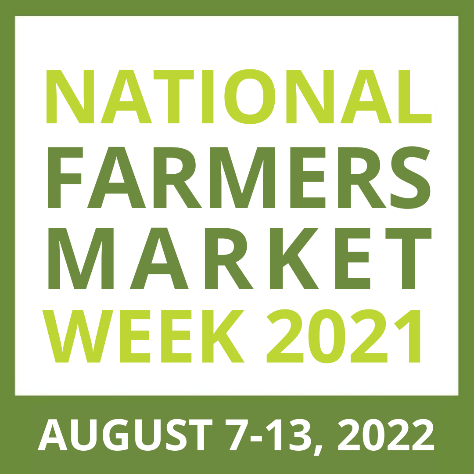 NATIONAL
FARMERS
MARKET
WEEK 2021
AUGUST 7-13, 2022